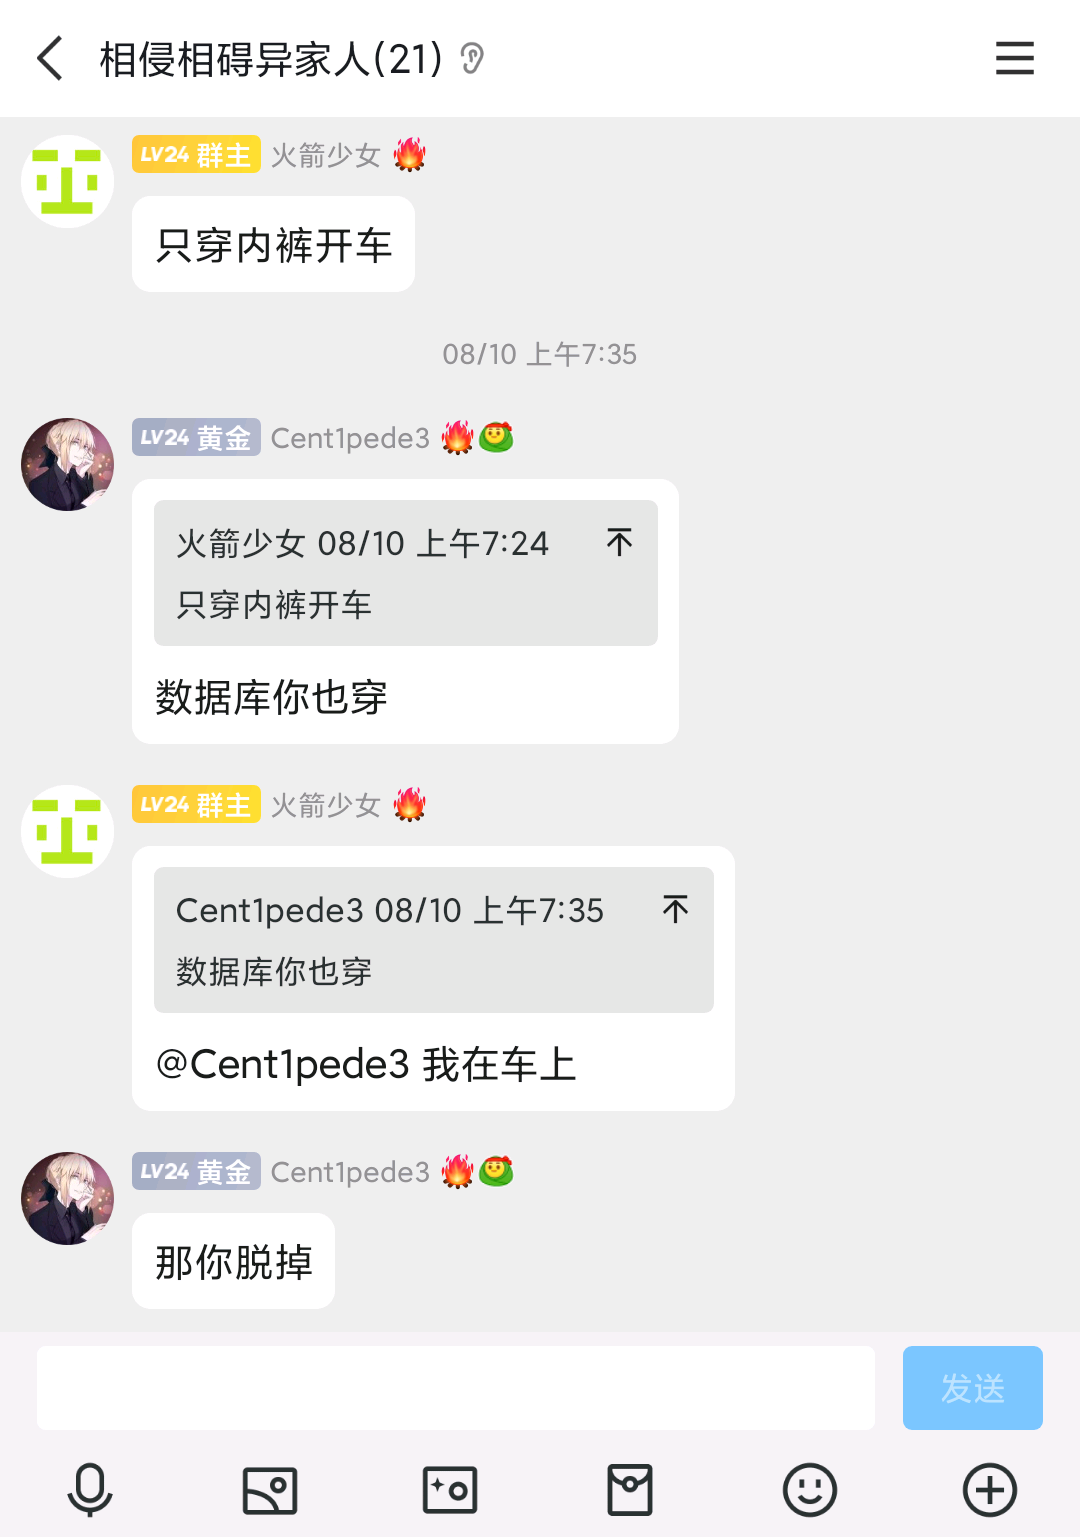 相侵相碍异家人(21)
LV24 群主 火箭少女
只穿内裤开车
08/10 上午7:35
LV24 黄金 Cent1pede3
火箭少女 08/10 上午7:24
只穿内裤开车
数据库你也穿
LV24 群主 火箭少女
Cent1pede3 08/10 上午7:35
数据库你也穿
@Cent1pede3 我在车上
LV24 黄金 Cent1pede3
那你脱掉
发送